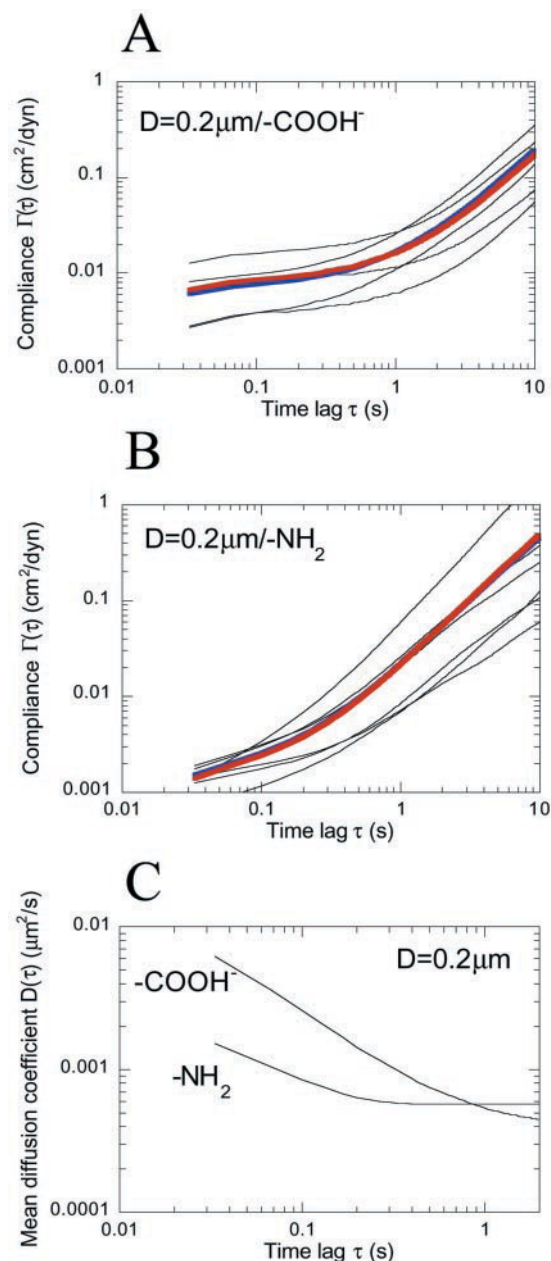 A
1
D=0.2μm/-COOH⁻
0.1
0.01
0.001
Compliance Γ(τ) (cm²/dyn)
0.01 0.1 1 10
Time lag τ (s)
B
1
D=0.2μm/-NH₂
0.1
0.01
0.001
Compliance Γ(τ) (cm²/dyn)
0.01 0.1 1 10
Time lag τ (s)
C
0.01
D=0.2μm
-COOH⁻
0.001
-NH₂
0.0001
Mean diffusion coefficient D(τ) (μm²/s)
0.1 1
Time lag τ (s)